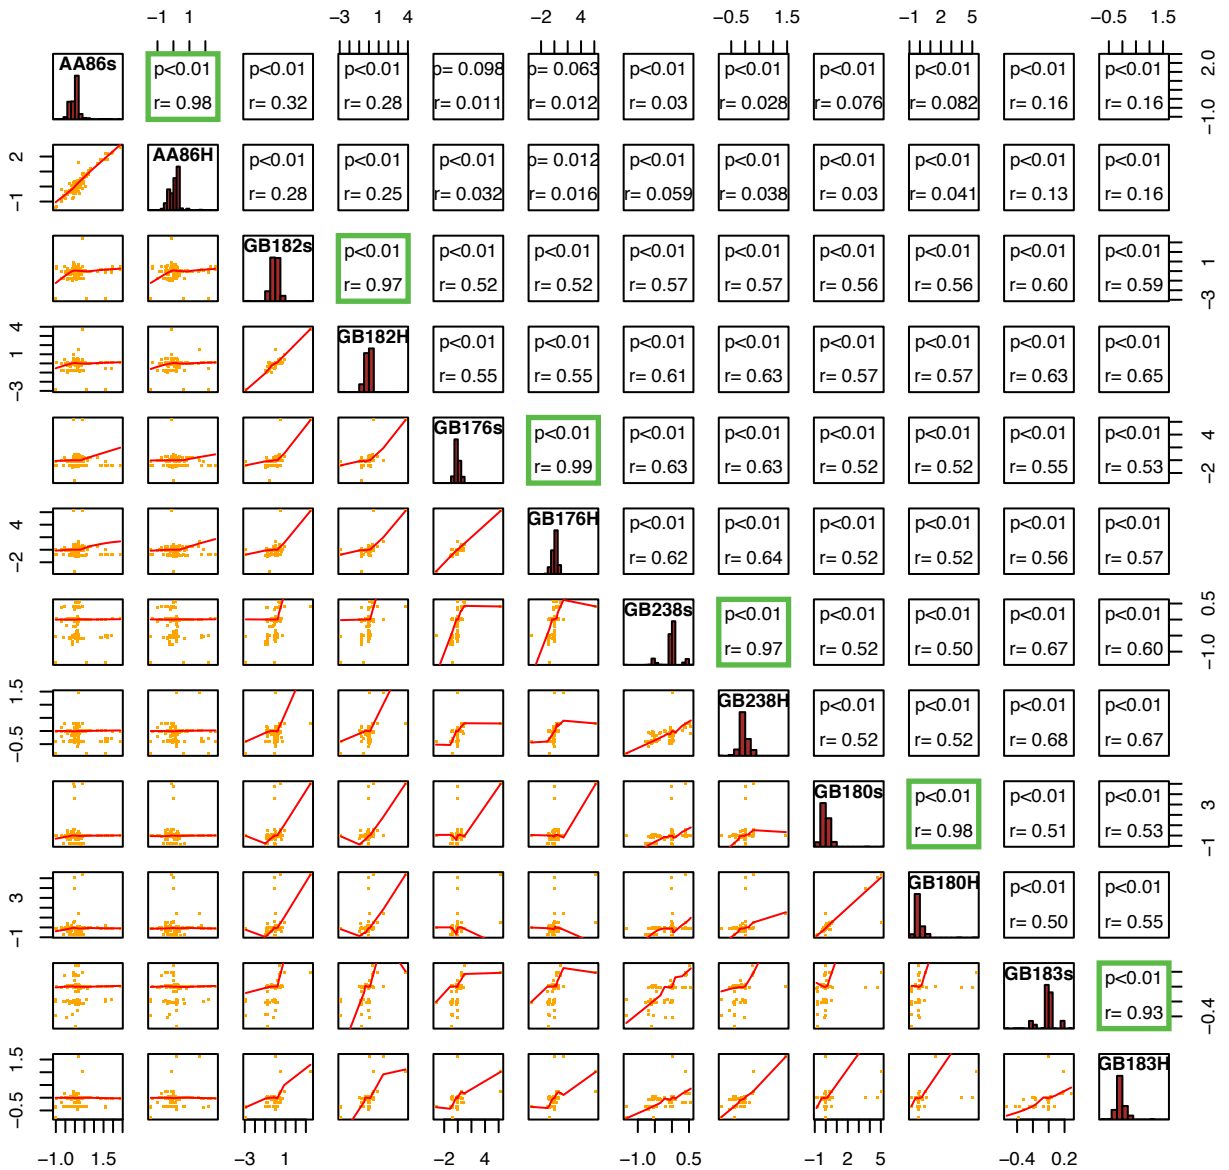 −1 1 −3 1 4 −2 4 −0.5 1.5 −1 2 5 −0.5 1.5
AA86s p<0.01 p<0.01 p<0.01 p= 0.098 p= 0.063 p<0.01 p<0.01 p<0.01 p<0.01 p<0.01 p<0.01 −1.0 2.0
r= 0.98 r= 0.32 r= 0.28 r= 0.011 r= 0.012 r= 0.03 r= 0.028 r= 0.076 r= 0.082 r= 0.16 r= 0.16
−1 2 AA86H p<0.01 p<0.01 p<0.01 p= 0.012 p<0.01 p<0.01 p<0.01 p<0.01 p<0.01 p<0.01
r= 0.28 r= 0.25 r= 0.032 r= 0.016 r= 0.059 r= 0.038 r= 0.03 r= 0.041 r= 0.13 r= 0.16
GB182s p<0.01 p<0.01 p<0.01 p<0.01 p<0.01 p<0.01 p<0.01 p<0.01 p<0.01 −3 1
r= 0.97 r= 0.52 r= 0.52 r= 0.57 r= 0.57 r= 0.56 r= 0.56 r= 0.60 r= 0.59
−3 1 4 GB182H p<0.01 p<0.01 p<0.01 p<0.01 p<0.01 p<0.01 p<0.01 p<0.01
r= 0.55 r= 0.55 r= 0.61 r= 0.63 r= 0.57 r= 0.57 r= 0.63 r= 0.65
GB176s p<0.01 p<0.01 p<0.01 p<0.01 p<0.01 p<0.01 p<0.01 −2 4
r= 0.99 r= 0.63 r= 0.63 r= 0.52 r= 0.52 r= 0.55 r= 0.53
−2 4 GB176H p<0.01 p<0.01 p<0.01 p<0.01 p<0.01 p<0.01
r= 0.62 r= 0.64 r= 0.52 r= 0.52 r= 0.56 r= 0.57
GB238s p<0.01 p<0.01 p<0.01 p<0.01 p<0.01 −1.0 0.5
r= 0.97 r= 0.52 r= 0.50 r= 0.67 r= 0.60
−0.5 1.5 GB238H p<0.01 p<0.01 p<0.01 p<0.01
r= 0.52 r= 0.52 r= 0.68 r= 0.67
GB180s p<0.01 p<0.01 p<0.01 −1 3
r= 0.98 r= 0.51 r= 0.53
−1 3 GB180H p<0.01 p<0.01
r= 0.50 r= 0.55
GB183s p<0.01 −0.4
r= 0.93
−0.5 1.5 GB183H
−1.0 1.5 −3 1 −2 4 −1.0 0.5 −1 2 5 −0.4 0.2